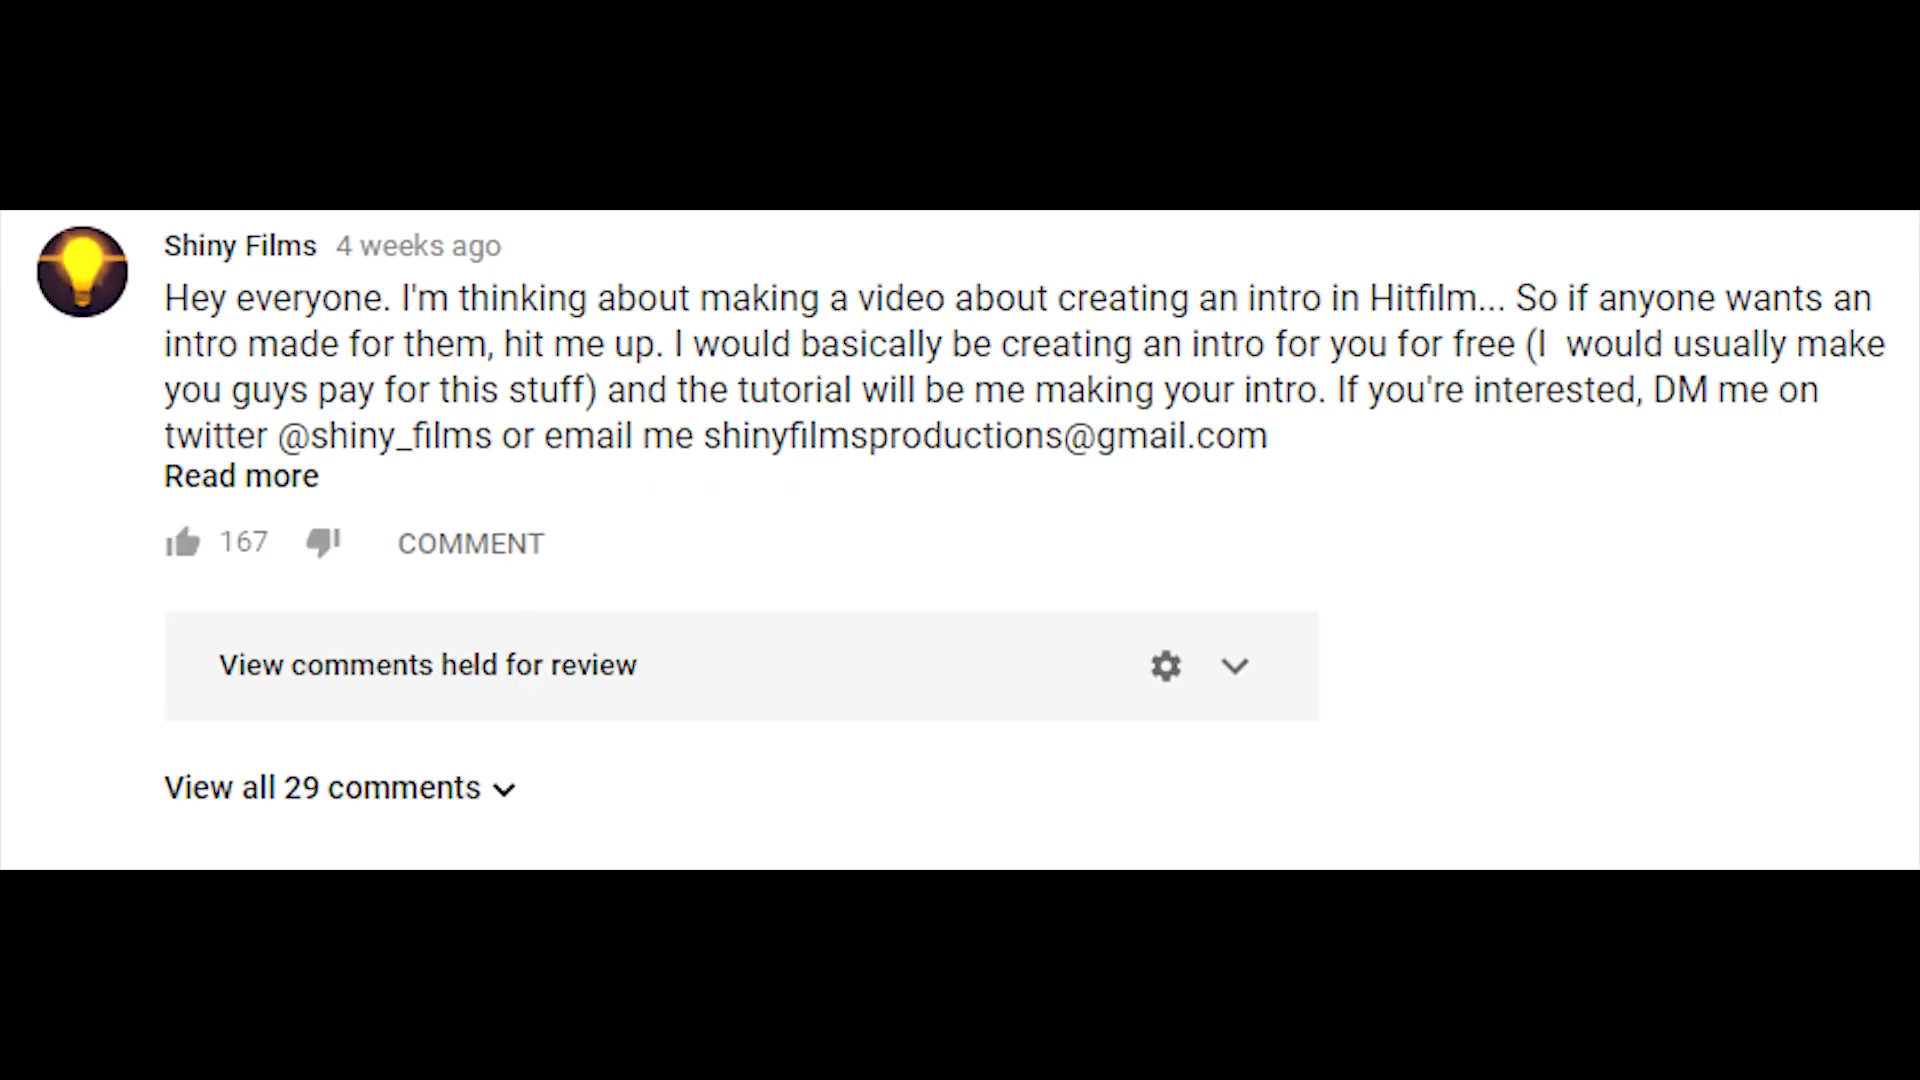 Shiny Films 4 weeks ago
Hey everyone. I'm thinking about making a video about creating an intro in Hitfilm... So if anyone wants an
intro made for them, hit me up. I would basically be creating an intro for you for free (I  would usually make
you guys pay for this stuff) and the tutorial will be me making your intro. If you're interested, DM me on
twitter @shiny_films or email me shinyfilmsproductions@gmail.com
Read more
167 COMMENT
View comments held for review
View all 29 comments